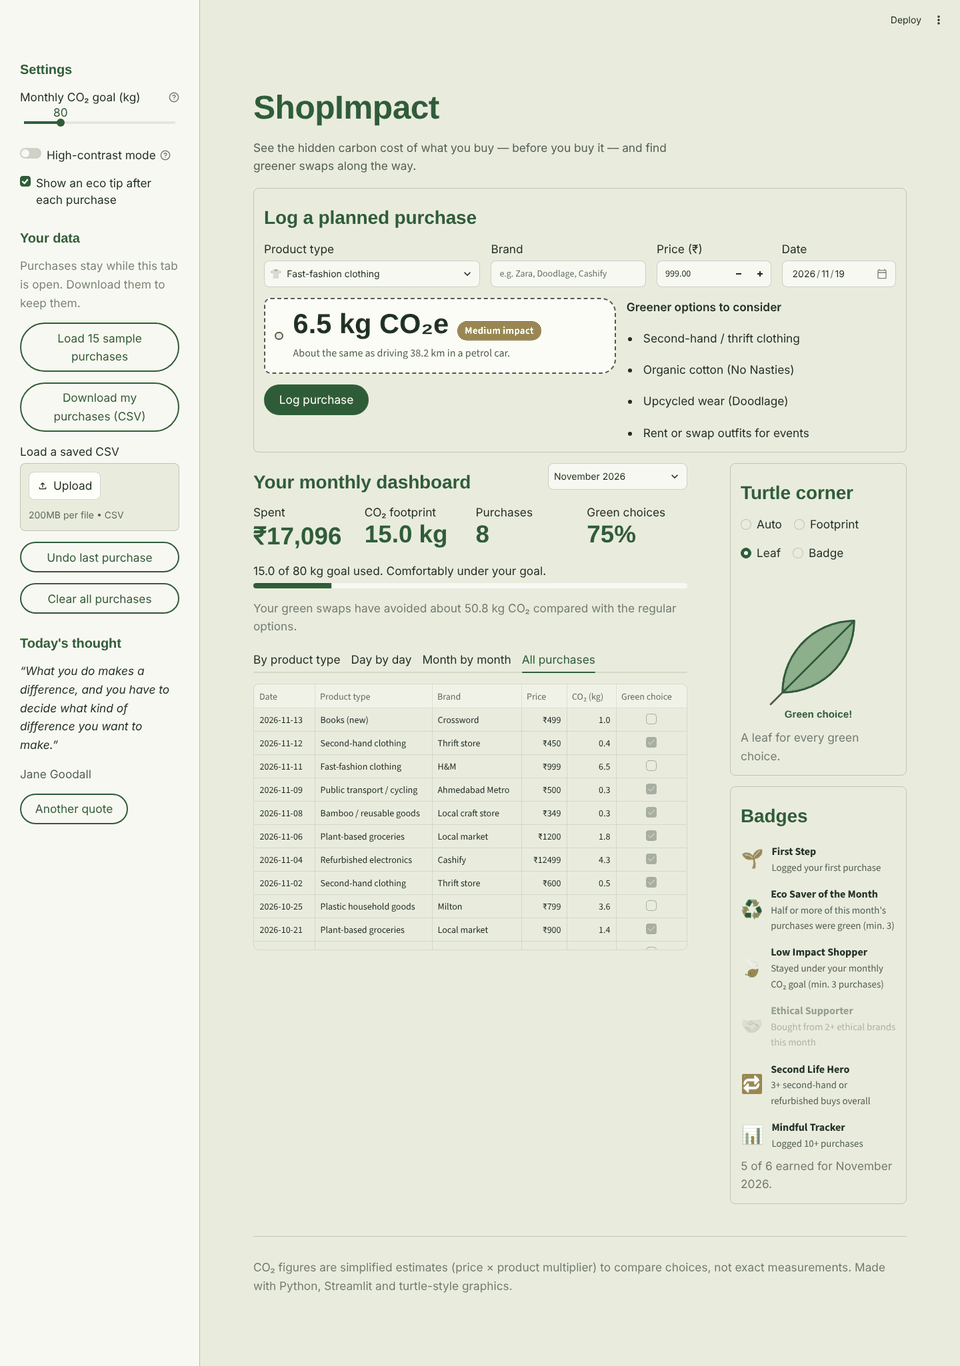 Deploy
Settings
Monthly CO₂ goal (kg)
80
High-contrast mode
Show an eco tip after
each purchase
Your data
Purchases stay while this tab
is open. Download them to
keep them.
Load 15 sample
purchases
Download my
purchases (CSV)
Load a saved CSV
Upload
200MB per file • CSV
Undo last purchase
Clear all purchases
Today's thought
“What you do makes a
difference, and you have to
decide what kind of
difference you want to
make.”
Jane Goodall
Another quote
ShopImpact
See the hidden carbon cost of what you buy — before you buy it — and find
greener swaps along the way.
Log a planned purchase
Product type Brand Price (₹) Date
Fast-fashion clothing e.g. Zara, Doodlage, Cashify 999.00 2026/11/19
6.5 kg CO₂e Medium impact
About the same as driving 38.2 km in a petrol car.
Log purchase
Greener options to consider
• Second-hand / thrift clothing
• Organic cotton (No Nasties)
• Upcycled wear (Doodlage)
• Rent or swap outfits for events
Your monthly dashboard November 2026
Spent CO₂ footprint Purchases Green choices
₹17,096 15.0 kg 8 75%
15.0 of 80 kg goal used. Comfortably under your goal.
Your green swaps have avoided about 50.8 kg CO₂ compared with the regular
options.
By product type Day by day Month by month All purchases
Date Product type Brand Price CO₂ (kg) Green choice
2026-11-13 Books (new) Crossword ₹499 1.0
2026-11-12 Second-hand clothing Thrift store ₹450 0.4
2026-11-11 Fast-fashion clothing H&M ₹999 6.5
2026-11-09 Public transport / cycling Ahmedabad Metro ₹500 0.3
2026-11-08 Bamboo / reusable goods Local craft store ₹349 0.3
2026-11-06 Plant-based groceries Local market ₹1200 1.8
2026-11-04 Refurbished electronics Cashify ₹12499 4.3
2026-11-02 Second-hand clothing Thrift store ₹600 0.5
2026-10-25 Plastic household goods Milton ₹799 3.6
2026-10-21 Plant-based groceries Local market ₹900 1.4
Turtle corner
Auto Footprint
Leaf Badge
Green choice!
A leaf for every green
choice.
Badges
First Step
Logged your first purchase
Eco Saver of the Month
Half or more of this month's
purchases were green (min. 3)
Low Impact Shopper
Stayed under your monthly
CO₂ goal (min. 3 purchases)
Ethical Supporter
Bought from 2+ ethical brands
this month
Second Life Hero
3+ second-hand or
refurbished buys overall
Mindful Tracker
Logged 10+ purchases
5 of 6 earned for November
2026.
CO₂ figures are simplified estimates (price × product multiplier) to compare choices, not exact measurements. Made
with Python, Streamlit and turtle-style graphics.